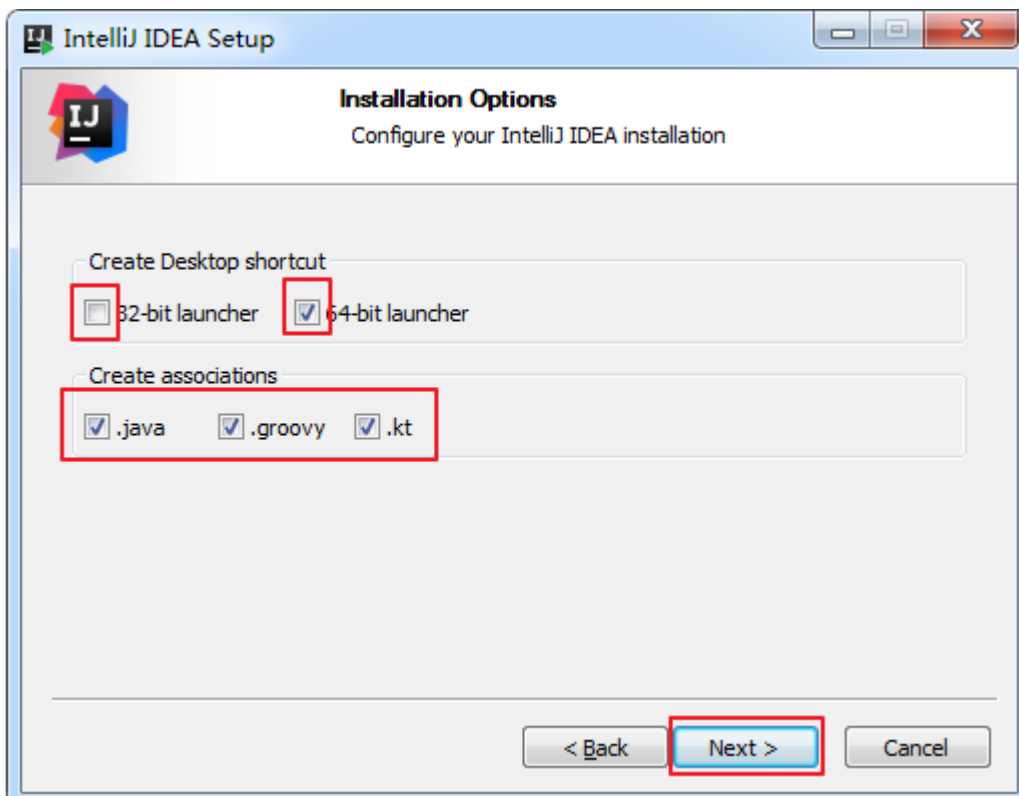 IntelliJ IDEA Setup
IJ
Installation Options
Configure your IntelliJ IDEA installation
Create Desktop shortcut
32-bit launcher 64-bit launcher
Create associations
.java .groovy .kt
< Back Next > Cancel